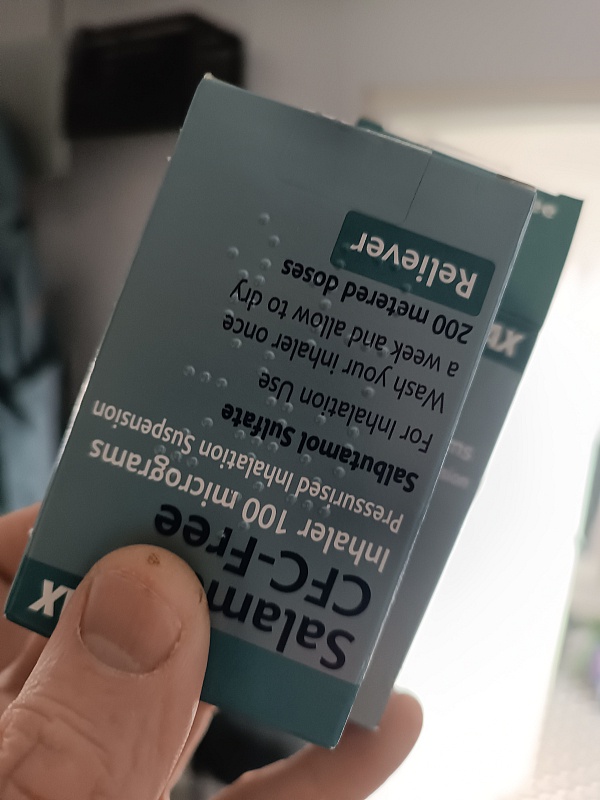 Salam
CFC-Free
Inhaler 100 micrograms
Pressurised Inhalation Suspension
Salbutamol Sulfate
For Inhalation Use
Wash your inhaler once
a week and allow to dry
200 metered doses
Reliever